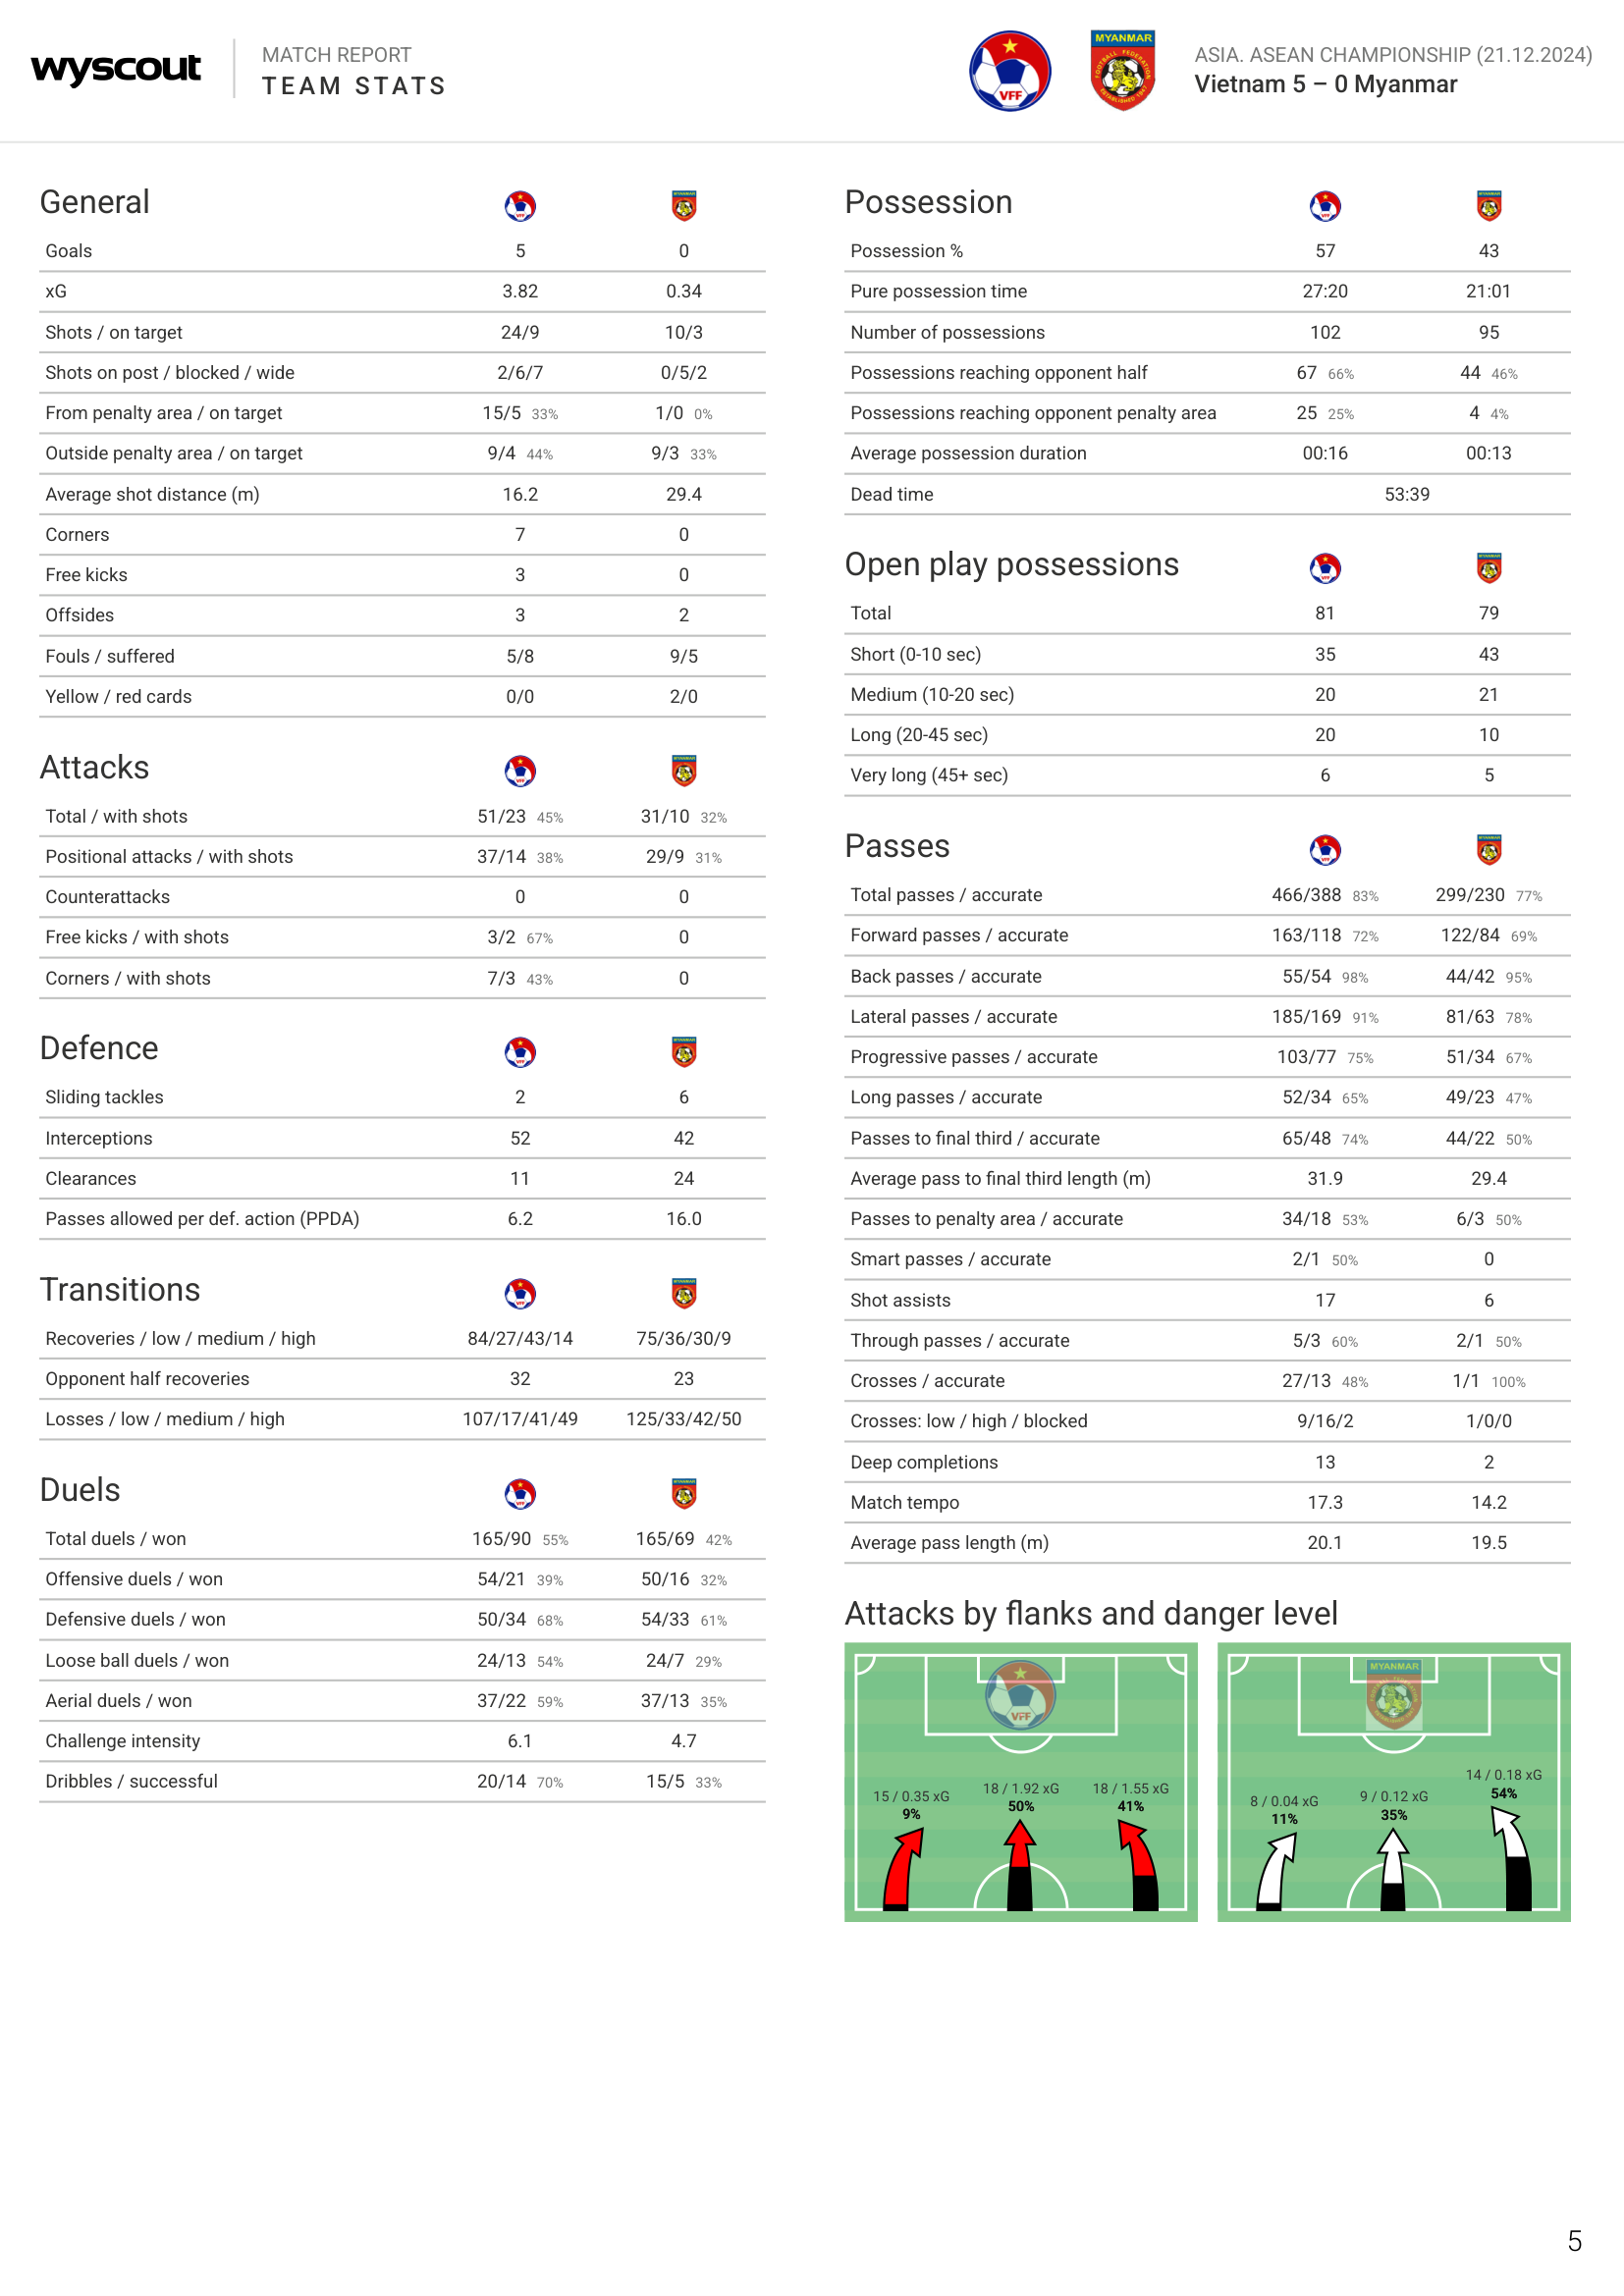 wyscout
MATCH REPORT
TEAM STATS
VFF
MYANMAR
ASIA. ASEAN CHAMPIONSHIP (21.12.2024)
Vietnam 5 – 0 Myanmar
General
Goals 5 0
xG 3.82 0.34
Shots / on target 24/9 10/3
Shots on post / blocked / wide 2/6/7 0/5/2
From penalty area / on target 15/5 33% 1/0 0%
Outside penalty area / on target 9/4 44% 9/3 33%
Average shot distance (m) 16.2 29.4
Corners 7 0
Free kicks 3 0
Offsides 3 2
Fouls / suffered 5/8 9/5
Yellow / red cards 0/0 2/0
Attacks
Total / with shots 51/23 45% 31/10 32%
Positional attacks / with shots 37/14 38% 29/9 31%
Counterattacks 0 0
Free kicks / with shots 3/2 67% 0
Corners / with shots 7/3 43% 0
Defence
Sliding tackles 2 6
Interceptions 52 42
Clearances 11 24
Passes allowed per def. action (PPDA) 6.2 16.0
Transitions
Recoveries / low / medium / high 84/27/43/14 75/36/30/9
Opponent half recoveries 32 23
Losses / low / medium / high 107/17/41/49 125/33/42/50
Duels
Total duels / won 165/90 55% 165/69 42%
Offensive duels / won 54/21 39% 50/16 32%
Defensive duels / won 50/34 68% 54/33 61%
Loose ball duels / won 24/13 54% 24/7 29%
Aerial duels / won 37/22 59% 37/13 35%
Challenge intensity 6.1 4.7
Dribbles / successful 20/14 70% 15/5 33%
Possession
Possession % 57 43
Pure possession time 27:20 21:01
Number of possessions 102 95
Possessions reaching opponent half 67 66% 44 46%
Possessions reaching opponent penalty area 25 25% 4 4%
Average possession duration 00:16 00:13
Dead time 53:39
Open play possessions
Total 81 79
Short (0-10 sec) 35 43
Medium (10-20 sec) 20 21
Long (20-45 sec) 20 10
Very long (45+ sec) 6 5
Passes
Total passes / accurate 466/388 83% 299/230 77%
Forward passes / accurate 163/118 72% 122/84 69%
Back passes / accurate 55/54 98% 44/42 95%
Lateral passes / accurate 185/169 91% 81/63 78%
Progressive passes / accurate 103/77 75% 51/34 67%
Long passes / accurate 52/34 65% 49/23 47%
Passes to final third / accurate 65/48 74% 44/22 50%
Average pass to final third length (m) 31.9 29.4
Passes to penalty area / accurate 34/18 53% 6/3 50%
Smart passes / accurate 2/1 50% 0
Shot assists 17 6
Through passes / accurate 5/3 60% 2/1 50%
Crosses / accurate 27/13 48% 1/1 100%
Crosses: low / high / blocked 9/16/2 1/0/0
Deep completions 13 2
Match tempo 17.3 14.2
Average pass length (m) 20.1 19.5
Attacks by flanks and danger level
VFF
15 / 0.35 xG 18 / 1.92 xG 18 / 1.55 xG
9% 50% 41%
MYANMAR
8 / 0.04 xG 9 / 0.12 xG 14 / 0.18 xG
11% 35% 54%
5